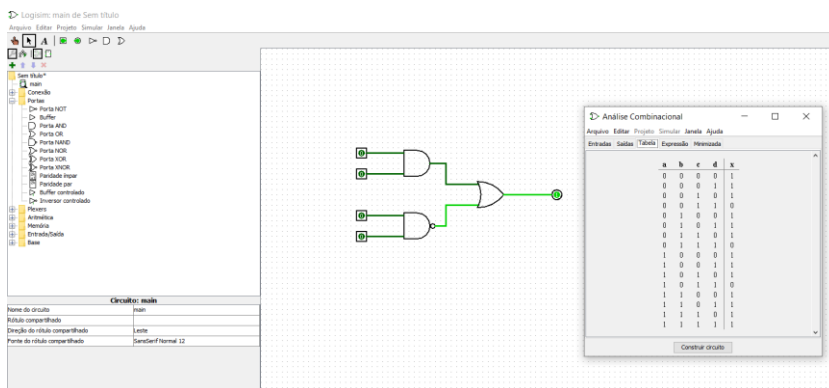 Logisim: main de Sem título
Arquivo Editar Projeto Simular Janela Ajuda
A
Sem título*
main
Conexão
Portas
Porta NOT
Buffer
Porta AND
Porta OR
Porta NAND
Porta NOR
Porta XOR
Porta XNOR
Paridade ímpar
Paridade par
Buffer controlado
Inversor controlado
Plexers
Aritmética
Memória
Entrada/Saída
Base
Circuito: main
Nome do circuito main
Rótulo compartilhado
Direção do rótulo compartilhado Leste
Fonte do rótulo compartilhado SansSerif Normal 12
0
0
0
0
1
Análise Combinacional
Arquivo Editar Projeto Simular Janela Ajuda
Entradas Saídas Tabela Expressão Minimizada
a b c d x
0 0 0 0 1
0 0 0 1 1
0 0 1 0 1
0 0 1 1 0
0 1 0 0 1
0 1 0 1 1
0 1 1 0 1
0 1 1 1 0
1 0 0 0 1
1 0 0 1 1
1 0 1 0 1
1 0 1 1 0
1 1 0 0 1
1 1 0 1 1
1 1 1 0 1
1 1 1 1 1
Construir circuito